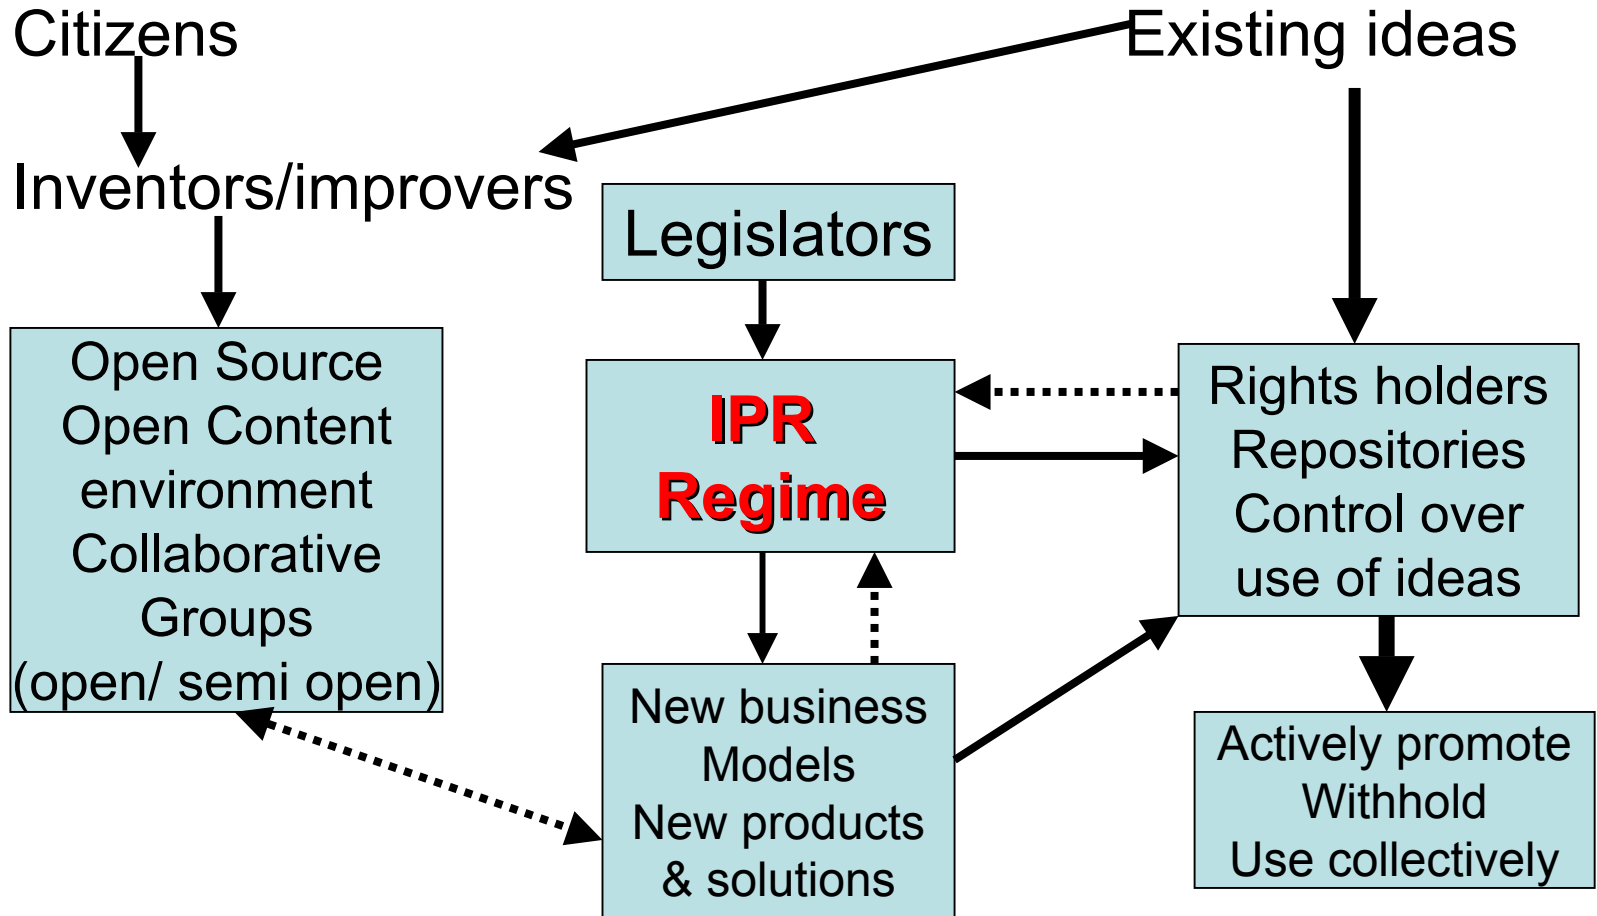 Citizens
Existing ideas
Inventors/improvers
Legislators
Open Source
Open Content
environment
Collaborative
Groups
(open/ semi open)
IPR
Regime
Rights holders
Repositories
Control over
use of ideas
New business
Models
New products
& solutions
Actively promote
Withhold
Use collectively